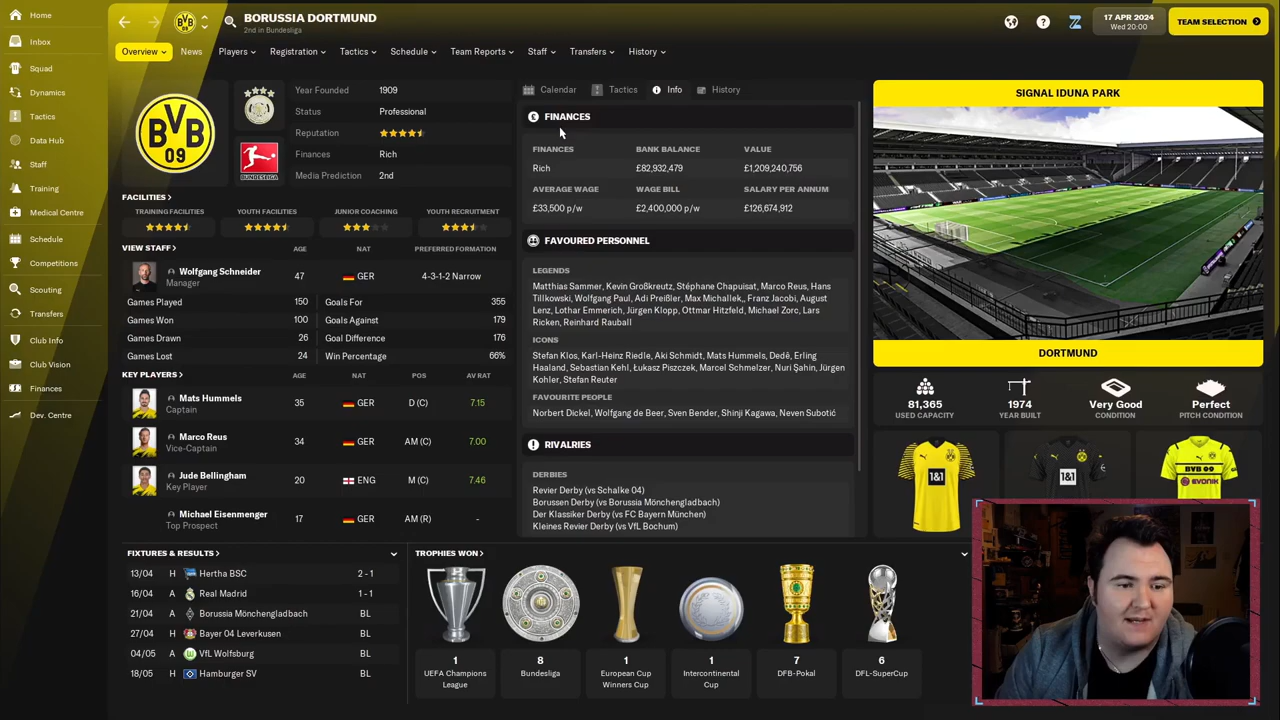 Home
BORUSSIA DORTMUND
2nd in Bundesliga
17 APR 2024
Wed 20:00
TEAM SELECTION
Inbox
Squad
Dynamics
Tactics
Data Hub
Staff
Training
Medical Centre
Schedule
Competitions
Scouting
Transfers
Club Info
Club Vision
Finances
Dev. Centre
Overview News Players Registration Tactics Schedule Team Reports Staff Transfers History
BVB
09
BUNDESLIGA
Year Founded 1909
Status Professional
Reputation
Finances Rich
Media Prediction 2nd
FACILITIES
TRAINING FACILITIES YOUTH FACILITIES JUNIOR COACHING YOUTH RECRUITMENT
VIEW STAFF AGE NAT PREFERRED FORMATION
Wolfgang Schneider 47 GER 4-3-1-2 Narrow
Manager
Games Played 150 Goals For 355
Games Won 100 Goals Against 179
Games Drawn 26 Goal Difference 176
Games Lost 24 Win Percentage 66%
KEY PLAYERS AGE NAT POS AV RAT
Mats Hummels 35 GER D (C) 7.15
Captain
Marco Reus 34 GER AM (C) 7.00
Vice-Captain
Jude Bellingham 20 ENG M (C) 7.46
Key Player
Michael Eisenmenger 17 GER AM (R) -
Top Prospect
Calendar Tactics Info History
FINANCES
FINANCES BANK BALANCE VALUE
Rich £82,932,479 £1,209,240,756
AVERAGE WAGE WAGE BILL SALARY PER ANNUM
£33,500 p/w £2,400,000 p/w £126,674,912
FAVOURED PERSONNEL
LEGENDS
Matthias Sammer, Kevin Großkreutz, Stéphane Chapuisat, Marco Reus, Hans
Tillkowski, Wolfgang Paul, Adi Preißler, Max Michallek,, Franz Jacobi, August
Lenz, Lothar Emmerich, Jürgen Klopp, Ottmar Hitzfeld, Michael Zorc, Lars
Ricken, Reinhard Rauball
ICONS
Stefan Klos, Karl-Heinz Riedle, Aki Schmidt, Mats Hummels, Dedê, Erling
Haaland, Sebastian Kehl, Łukasz Piszczek, Marcel Schmelzer, Nuri Şahin, Jürgen
Kohler, Stefan Reuter
FAVOURITE PEOPLE
Norbert Dickel, Wolfgang de Beer, Sven Bender, Shinji Kagawa, Neven Subotić
RIVALRIES
DERBIES
Revier Derby (vs Schalke 04)
Borussen Derby (vs Borussia Mönchengladbach)
Der Klassiker Derby (vs FC Bayern München)
Kleines Revier Derby (vs VfL Bochum)
SIGNAL IDUNA PARK
DORTMUND
81,365 1974 Very Good Perfect
USED CAPACITY YEAR BUILT CONDITION PITCH CONDITION
1&1
1&1
BVB 09
EVONIK
FIXTURES & RESULTS
13/04 H Hertha BSC 2 - 1
16/04 A Real Madrid 1 - 1
21/04 A Borussia Mönchengladbach BL
27/04 H Bayer 04 Leverkusen BL
04/05 A VfL Wolfsburg BL
18/05 H Hamburger SV BL
TROPHIES WON
1 8 1 1 7 6
UEFA Champions League Bundesliga European Cup Winners Cup Intercontinental Cup DFB-Pokal DFL-SuperCup